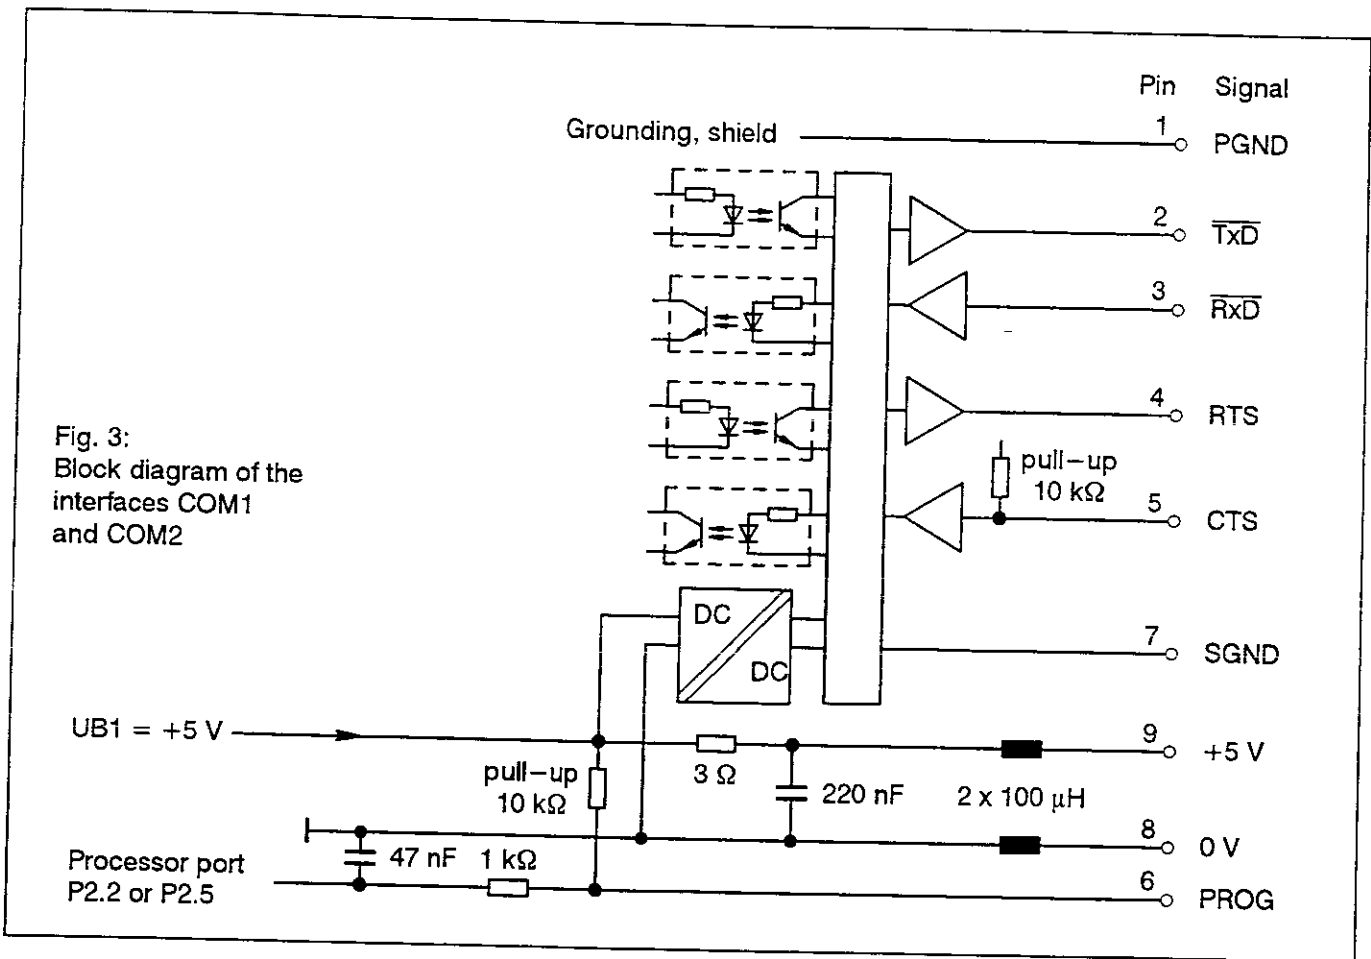 Pin Signal
Grounding, shield 1 PGND
2 T̅x̅D̅
3 R̅x̅D̅
4 RTS
Fig. 3:
Block diagram of the
interfaces COM1
and COM2
pull-up
10 kΩ
5 CTS
DC
DC
7 SGND
UB1 = +5 V
9 +5 V
3 Ω
pull-up
10 kΩ
220 nF
2 x 100 µH
8 0 V
47 nF 1 kΩ
Processor port
P2.2 or P2.5
6 PROG